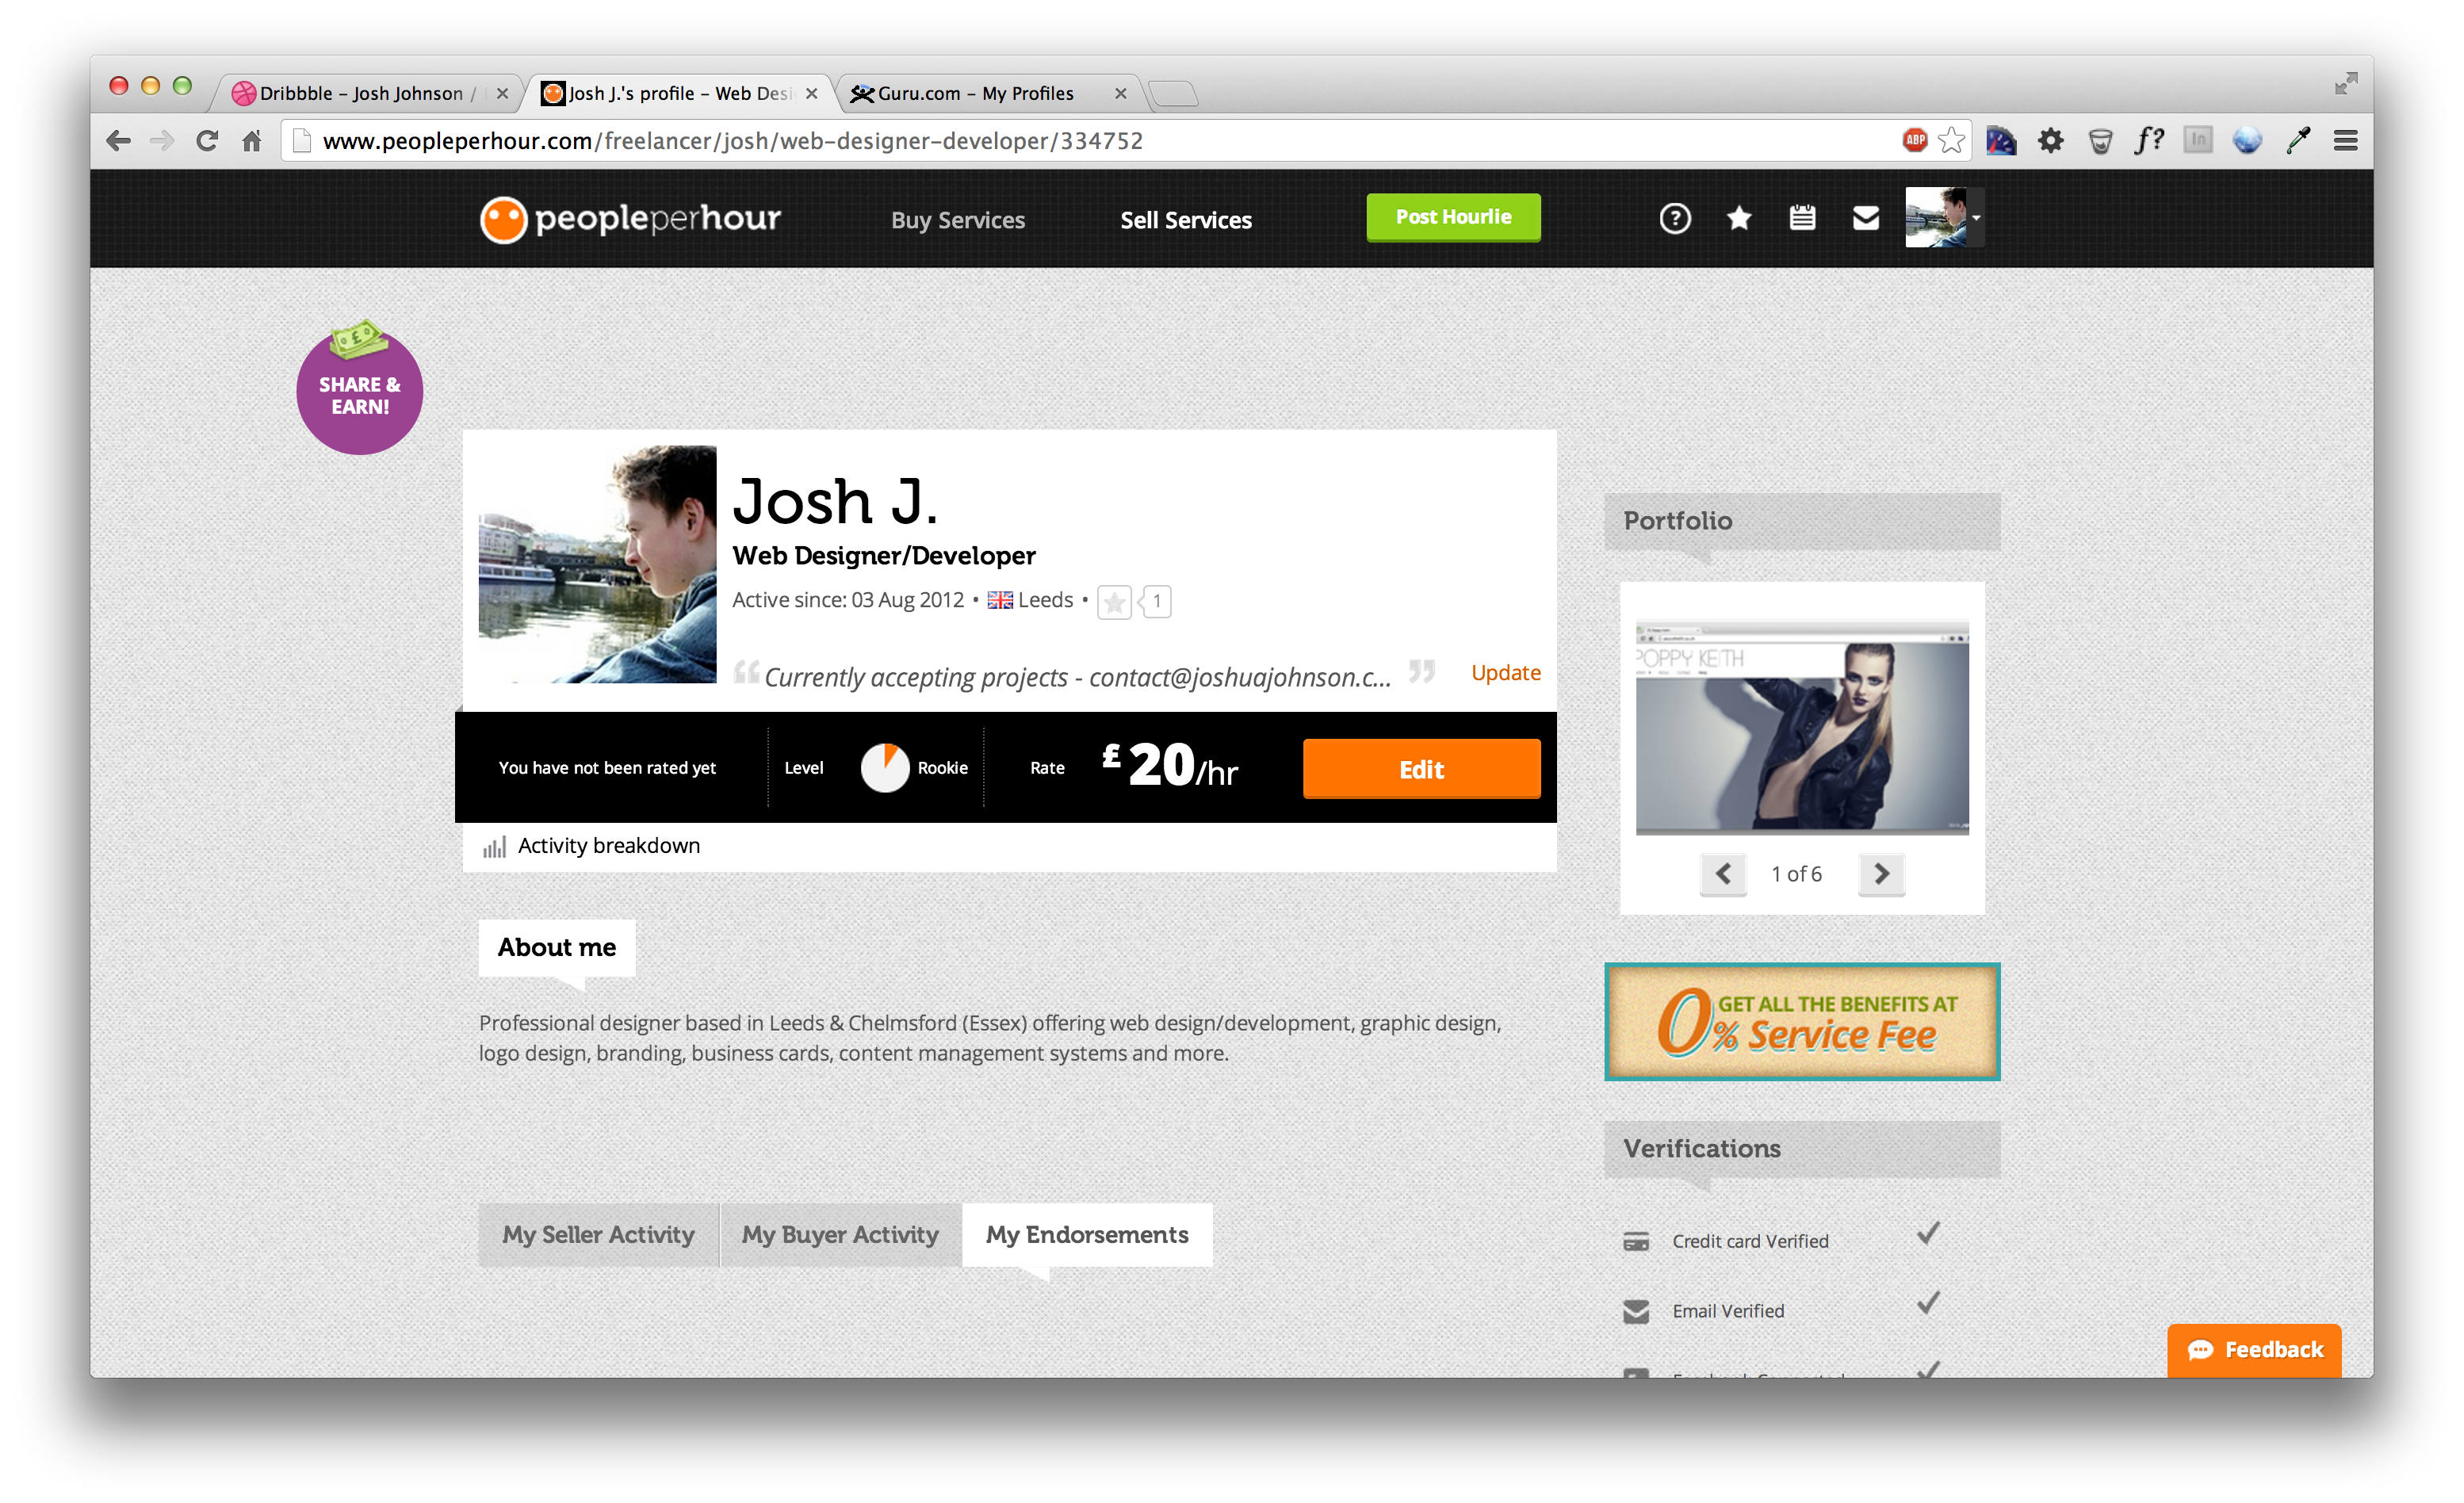 Dribbble – Josh Johnson /
Josh J.'s profile – Web Desi
Guru.com – My Profiles
www.peopleperhour.com/freelancer/josh/web-designer-developer/334752
ABP
f?
In
peopleperhour
Buy Services
Sell Services
Post Hourlie
?
£
SHARE &
EARN!
Josh J.
Web Designer/Developer
Active since: 03 Aug 2012 • Leeds • 1
“ Currently accepting projects - contact@joshuajohnson.c... ”
Update
You have not been rated yet
Level
Rookie
Rate
£20/hr
Edit
Activity breakdown
About me
Professional designer based in Leeds & Chelmsford (Essex) offering web design/development, graphic design,
logo design, branding, business cards, content management systems and more.
My Seller Activity
My Buyer Activity
My Endorsements
Portfolio
POPPY KEITH
1 of 6
GET ALL THE BENEFITS AT
0% Service Fee
Verifications
Credit card Verified
Email Verified
Feedback